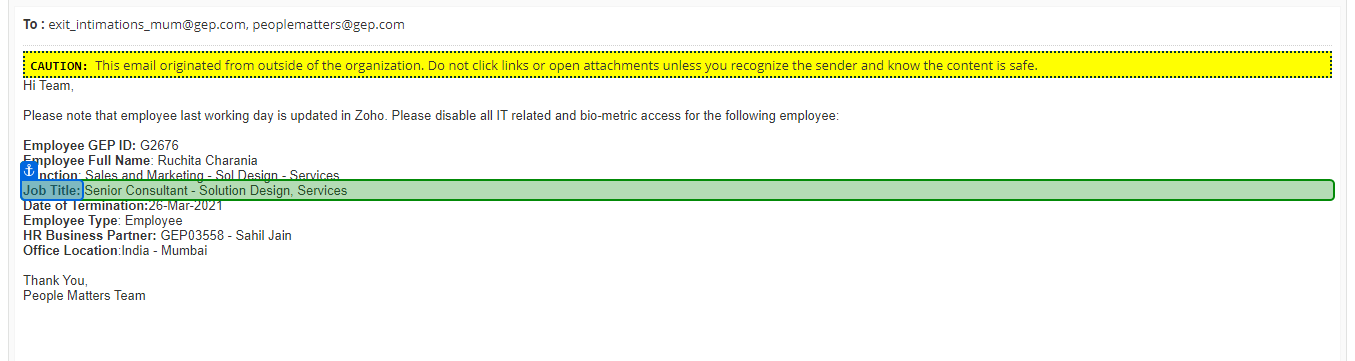 To : exit_intimations_mum@gep.com, peoplematters@gep.com
CAUTION: This email originated from outside of the organization. Do not click links or open attachments unless you recognize the sender and know the content is safe.
Hi Team,
Please note that employee last working day is updated in Zoho. Please disable all IT related and bio-metric access for the following employee:
Employee GEP ID: G2676
Employee Full Name: Ruchita Charania
nction: Sales and Marketing - Sol Design - Services
Job Title: Senior Consultant - Solution Design, Services
Date of Termination:26-Mar-2021
Employee Type: Employee
HR Business Partner: GEP03558 - Sahil Jain
Office Location:India - Mumbai
Thank You,
People Matters Team